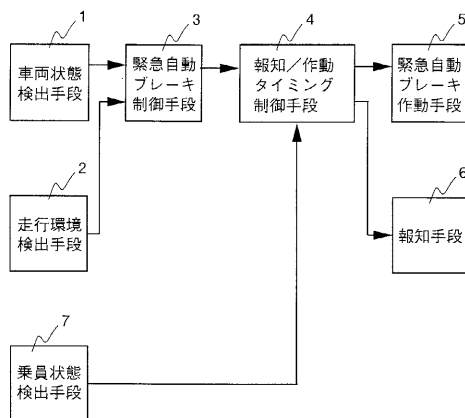 1
車両状態
検出手段
3
緊急自動
ブレーキ
制御手段
4
報知／作動
タイミング
制御手段
5
緊急自動
ブレーキ
作動手段
2
走行環境
検出手段
6
報知手段
7
乗員状態
検出手段